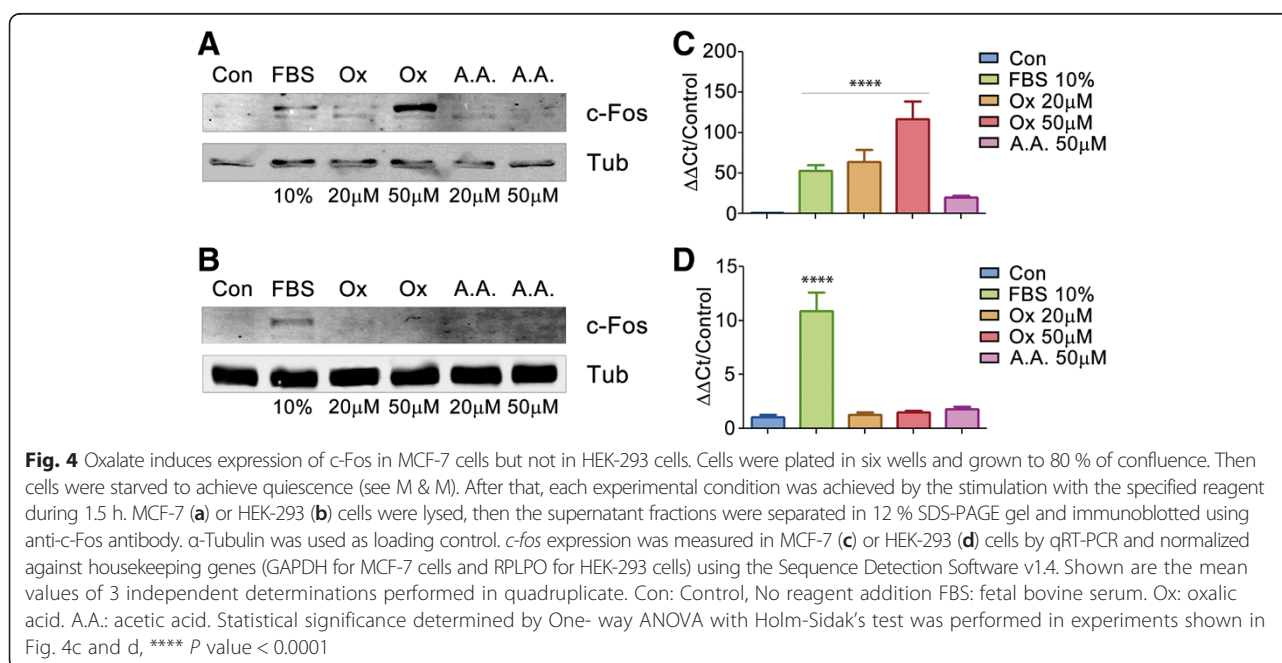 A
Con FBS Ox Ox A.A. A.A.
c-Fos
Tub
10% 20μM 50μM 20μM 50μM
B
Con FBS Ox Ox A.A. A.A.
c-Fos
Tub
10% 20μM 50μM 20μM 50μM
C
200
150
100
50
0
ΔΔCt/Control
****
Con
FBS 10%
Ox 20μM
Ox 50μM
A.A. 50μM
D
15
10
5
0
ΔΔCt/Control
****
Con
FBS 10%
Ox 20μM
Ox 50μM
A.A. 50μM
Fig. 4 Oxalate induces expression of c-Fos in MCF-7 cells but not in HEK-293 cells. Cells were plated in six wells and grown to 80 % of confluence. Then
cells were starved to achieve quiescence (see M & M). After that, each experimental condition was achieved by the stimulation with the specified reagent
during 1.5 h. MCF-7 (a) or HEK-293 (b) cells were lysed, then the supernatant fractions were separated in 12 % SDS-PAGE gel and immunoblotted using
anti-c-Fos antibody. α-Tubulin was used as loading control. c-fos expression was measured in MCF-7 (c) or HEK-293 (d) cells by qRT-PCR and normalized
against housekeeping genes (GAPDH for MCF-7 cells and RPLPO for HEK-293 cells) using the Sequence Detection Software v1.4. Shown are the mean
values of 3 independent determinations performed in quadruplicate. Con: Control, No reagent addition FBS: fetal bovine serum. Ox: oxalic
acid. A.A.: acetic acid. Statistical significance determined by One- way ANOVA with Holm-Sidak's test was performed in experiments shown in
Fig. 4c and d, **** P value < 0.0001